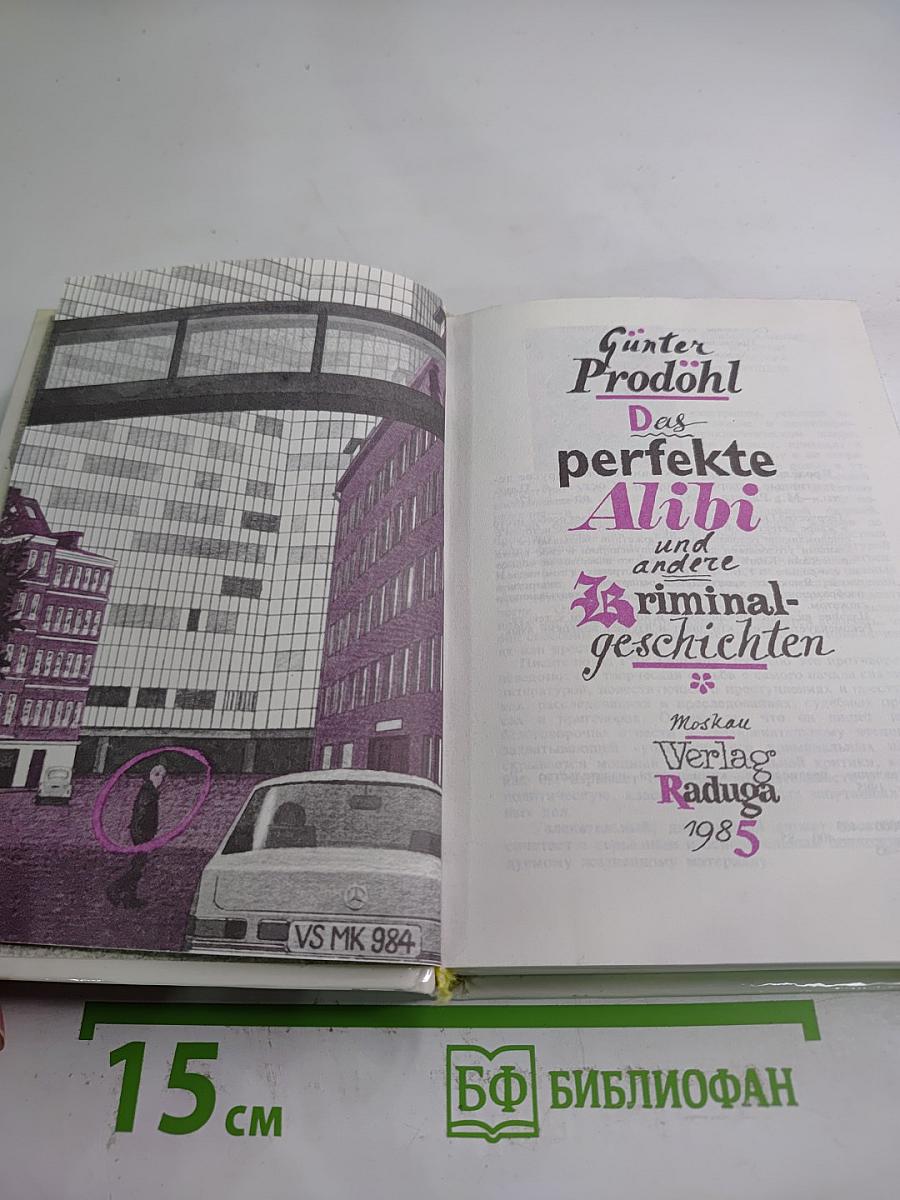 VS MK 984
Günter
Prodöhl
Das
perfekte
Alibi
und
andere
Kriminal-
geschichten
Moskau
Verlag
Raduga
1985
15 см
БФ БИБЛИОФАН